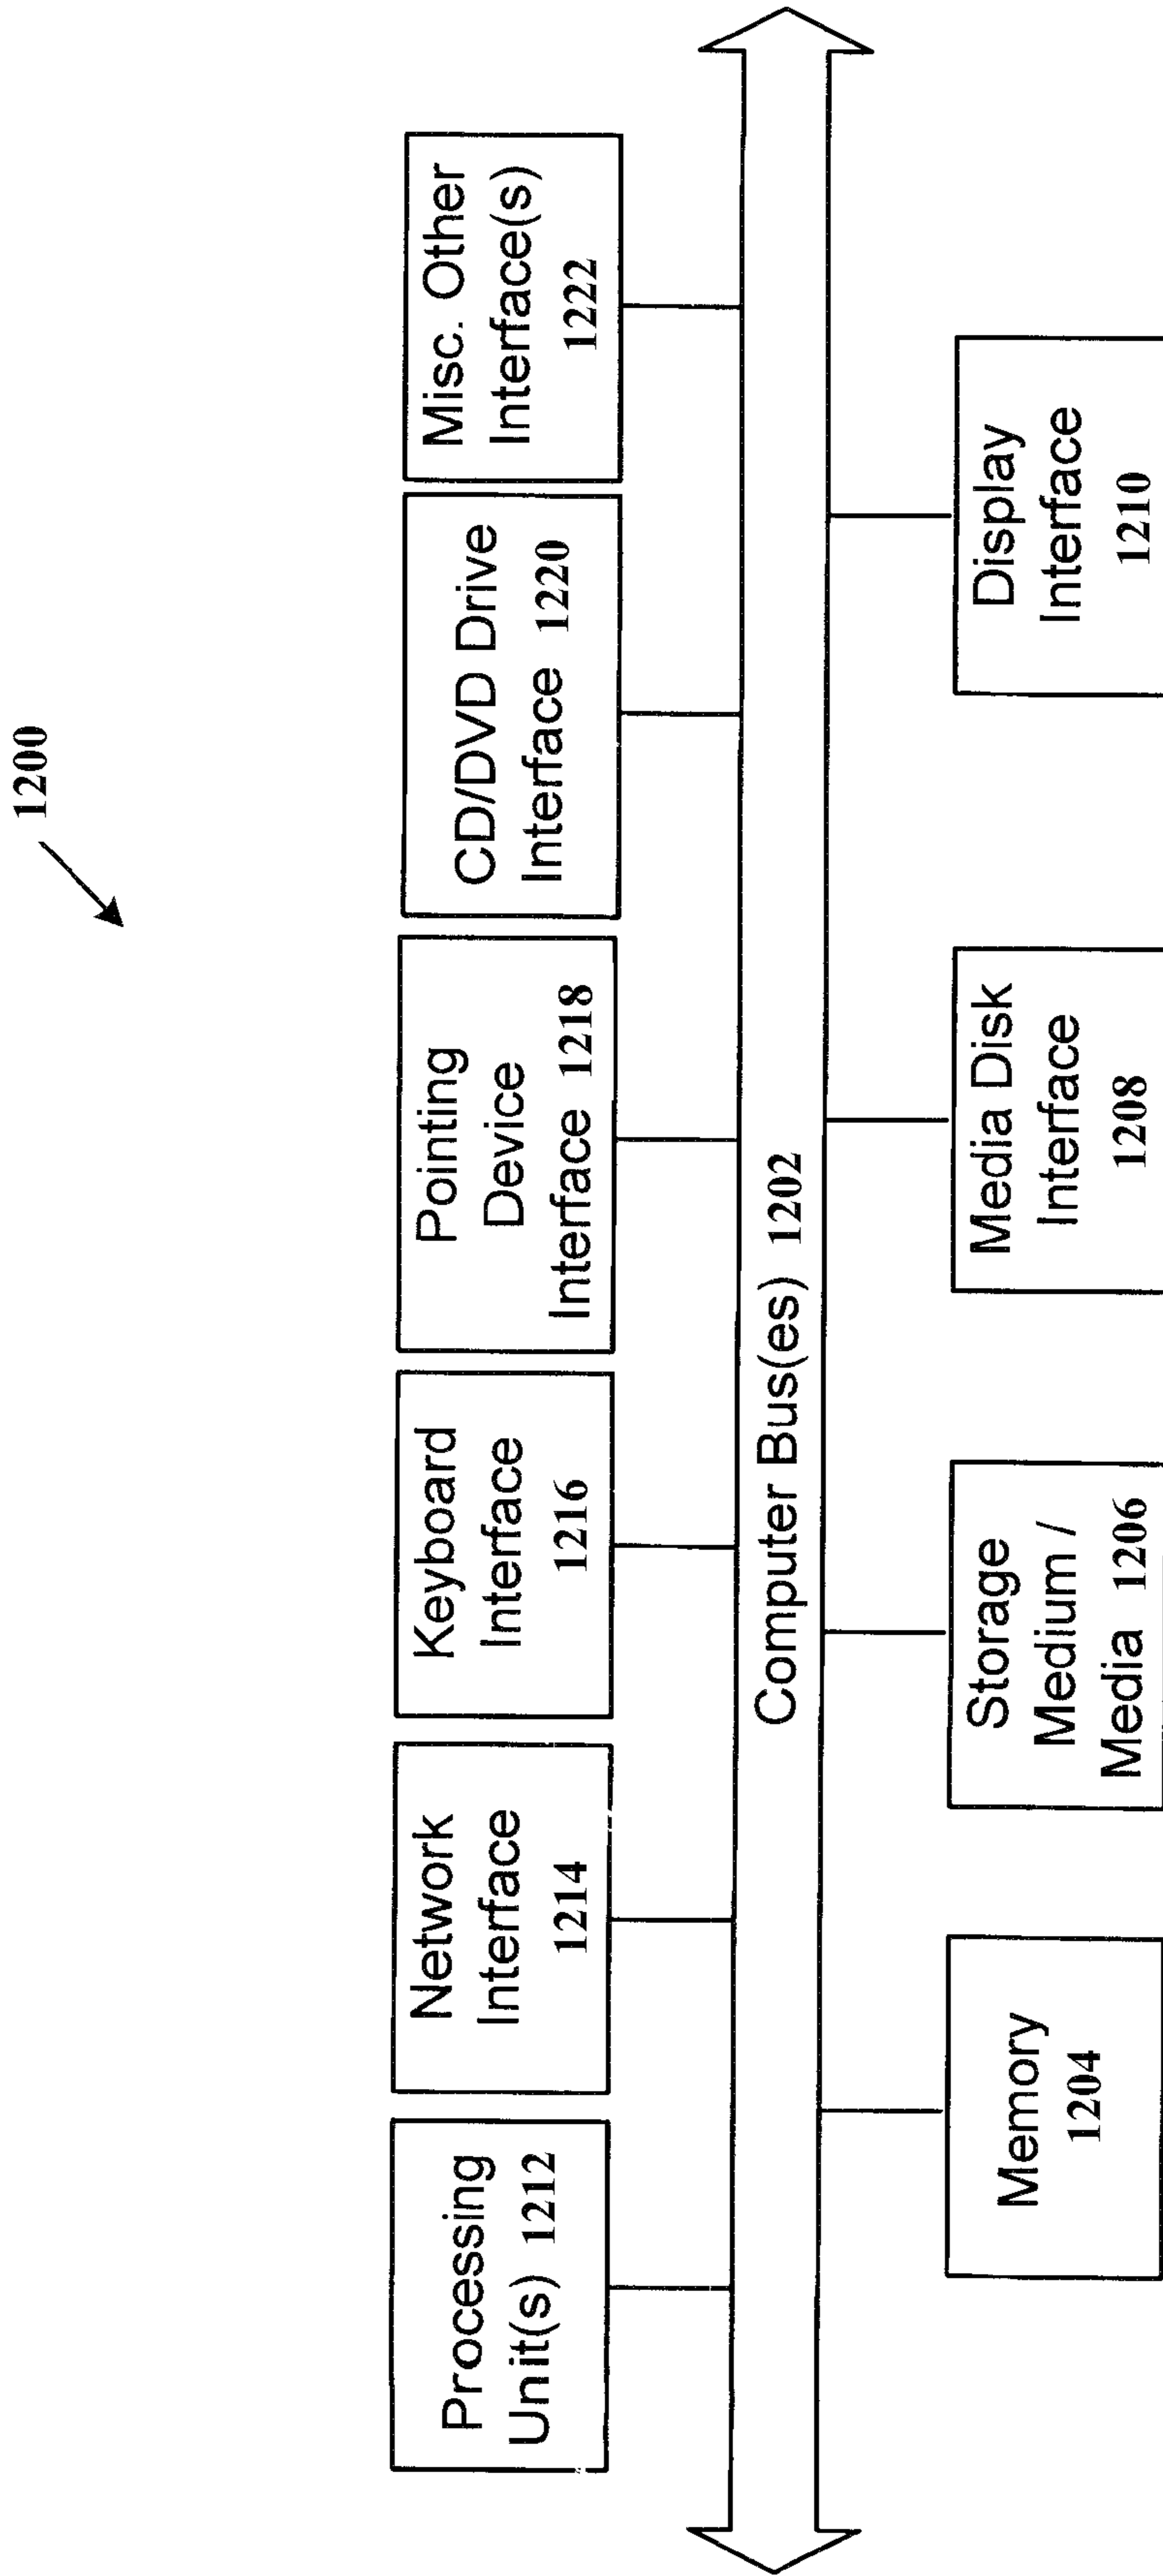 1200
Processing
Unit(s) 1212
Network
Interface
1214
Keyboard
Interface
1216
Pointing
Device
Interface 1218
CD/DVD Drive
Interface 1220
Misc. Other
Interface(s)
1222
Computer Bus(es) 1202
Memory
1204
Storage
Medium /
Media 1206
Media Disk
Interface
1208
Display
Interface
1210